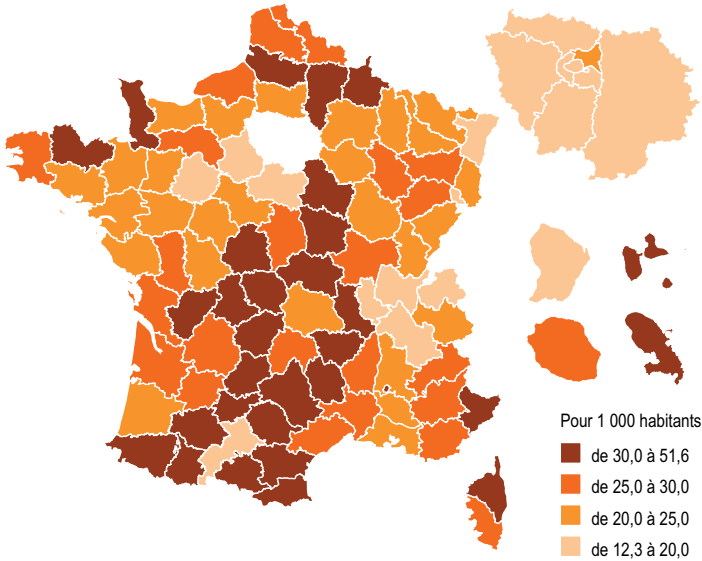 Pour 1 000 habitants
de 30,0 à 51,6
de 25,0 à 30,0
de 20,0 à 25,0
de 12,3 à 20,0